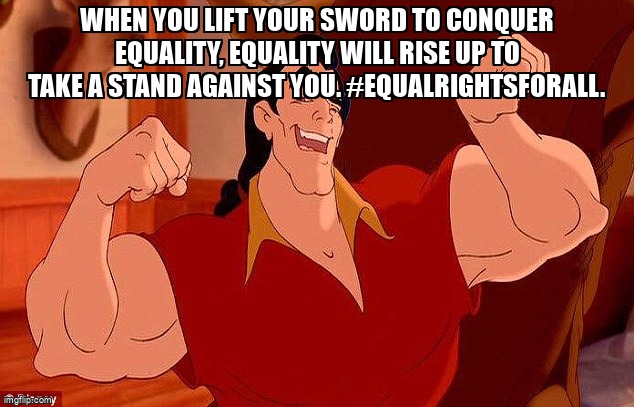 WHEN YOU LIFT YOUR SWORD TO CONQUER
EQUALITY, EQUALITY WILL RISE UP TO
TAKE A STAND AGAINST YOU. #EQUALRIGHTSFORALL.
imgflip.com